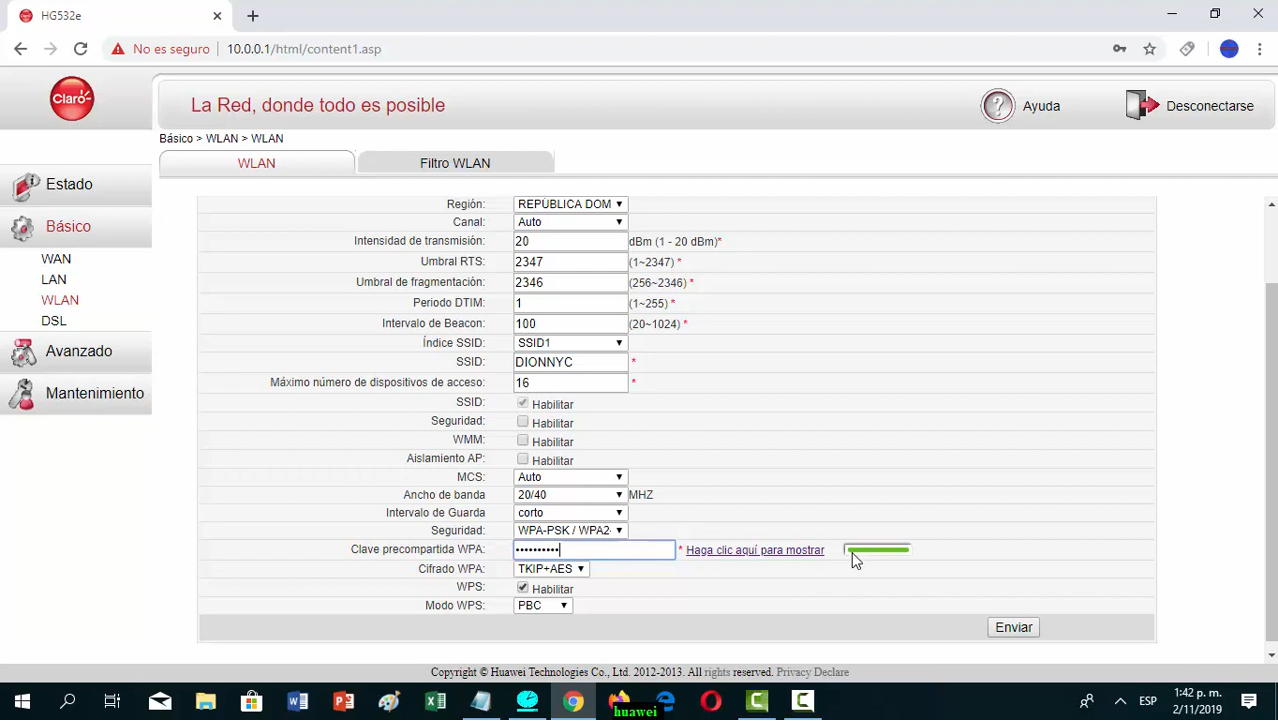 HG532e
No es seguro 10.0.0.1/html/content1.asp
Claro
La Red, donde todo es posible
Ayuda
Desconectarse
Básico > WLAN > WLAN
WLAN
Filtro WLAN
Estado
Básico
WAN
LAN
WLAN
DSL
Avanzado
Mantenimiento
Región: REPÚBLICA DOM
Canal: Auto
Intensidad de transmisión: 20 dBm (1 - 20 dBm)*
Umbral RTS: 2347 (1~2347) *
Umbral de fragmentación: 2346 (256~2346) *
Periodo DTIM: 1 (1~255) *
Intervalo de Beacon: 100 (20~1024) *
Índice SSID: SSID1
SSID: DIONNYC *
Máximo número de dispositivos de acceso: 16 *
SSID: Habilitar
Seguridad: Habilitar
WMM: Habilitar
Aislamiento AP: Habilitar
MCS: Auto
Ancho de banda 20/40 MHZ
Intervalo de Guarda corto
Seguridad: WPA-PSK / WPA2-
Clave precompartida WPA: •••••••••• * Haga clic aquí para mostrar
Cifrado WPA: TKIP+AES
WPS: Habilitar
Modo WPS: PBC
Enviar
Copyright © Huawei Technologies Co., Ltd. 2012-2013. All rights reserved. Privacy Declare
huawei
ESP
1:42 p. m.
2/11/2019